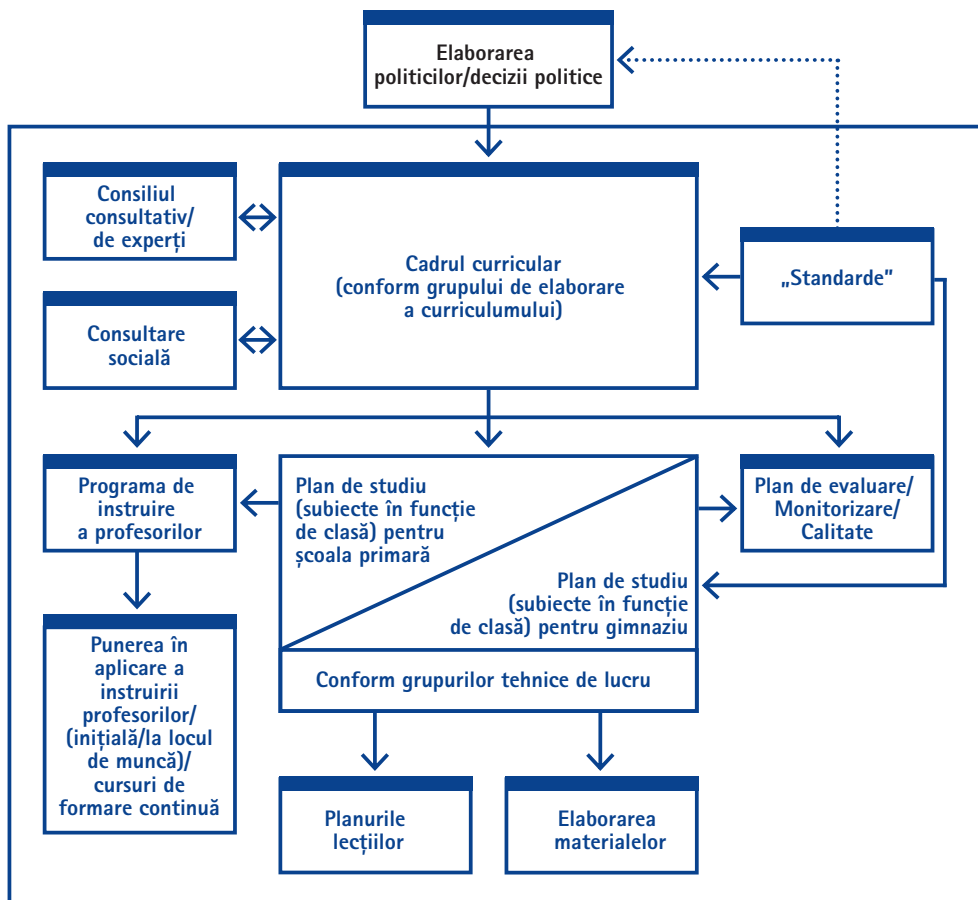 Elaborarea
politicilor/decizii politice
Consiliul
consultativ/
de experți
Cadrul curricular
(conform grupului de elaborare
a curriculumului)
„Standarde”
Consultare
socială
Programa de
instruire
a profesorilor
Plan de studiu
(subiecte în funcție
de clasă) pentru
școala primară
Plan de evaluare/
Monitorizare/
Calitate
Plan de studiu
(subiecte în funcție
de clasă) pentru gimnaziu
Punerea în
aplicare a
instruirii
profesorilor/
(inițială/la locul
de muncă)/
cursuri de
formare continuă
Conform grupurilor tehnice de lucru
Planurile
lecțiilor
Elaborarea
materialelor